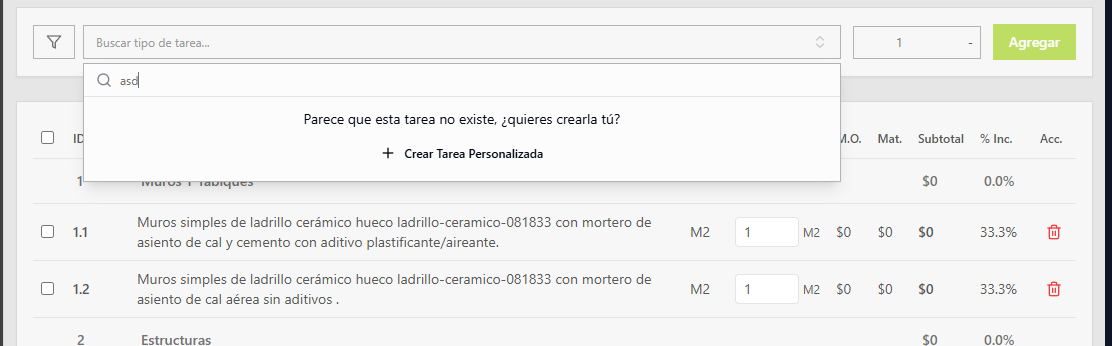 Buscar tipo de tarea...
1
-
Agregar
asd
Parece que esta tarea no existe, ¿quieres crearla tú?
Crear Tarea Personalizada
M.O. Mat. Subtotal % Inc. Acc.
1 $0 0.0%
1.1 Muros simples de ladrillo cerámico hueco ladrillo-ceramico-081833 con mortero de
asiento de cal y cemento con aditivo plastificante/aireante.
M2 1 M2 $0 $0 $0 33.3%
1.2 Muros simples de ladrillo cerámico hueco ladrillo-ceramico-081833 con mortero de
asiento de cal aérea sin aditivos .
M2 1 M2 $0 $0 $0 33.3%
2 Estructuras $0 0.0%